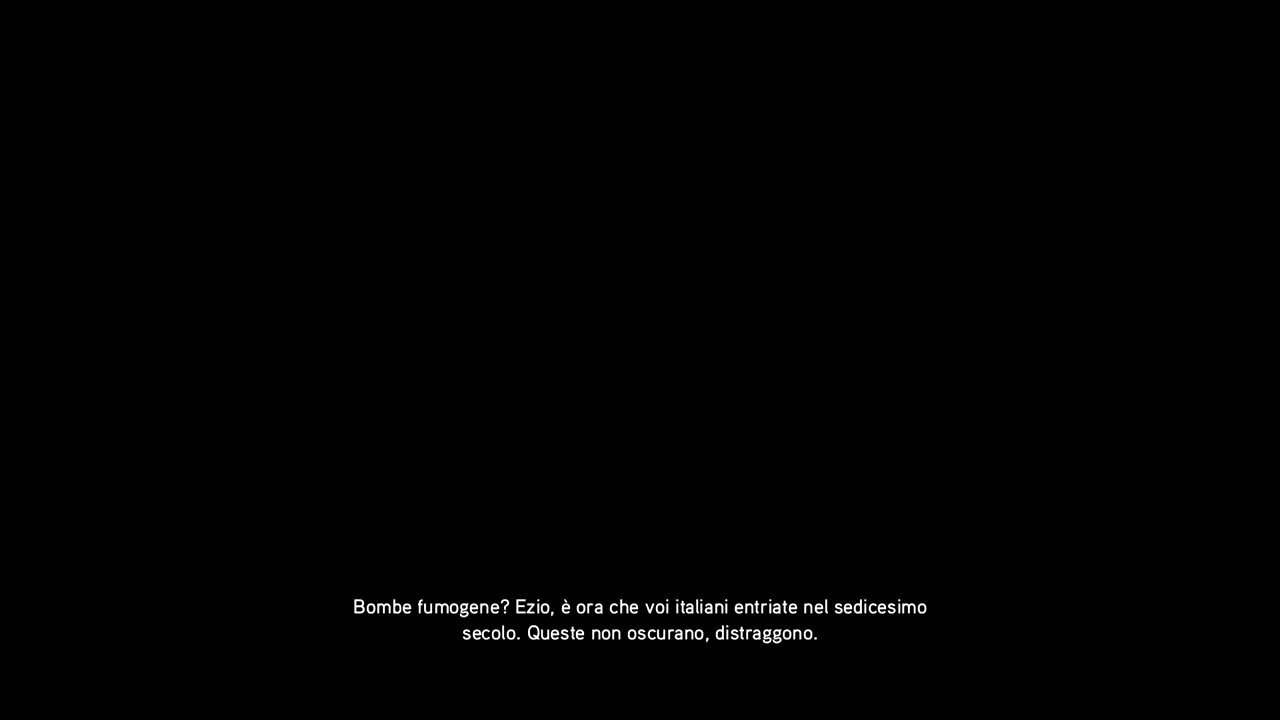 Bombe fumogene? Ezio, è ora che voi italiani entriate nel sedicesimo
secolo. Queste non oscurano, distraggono.